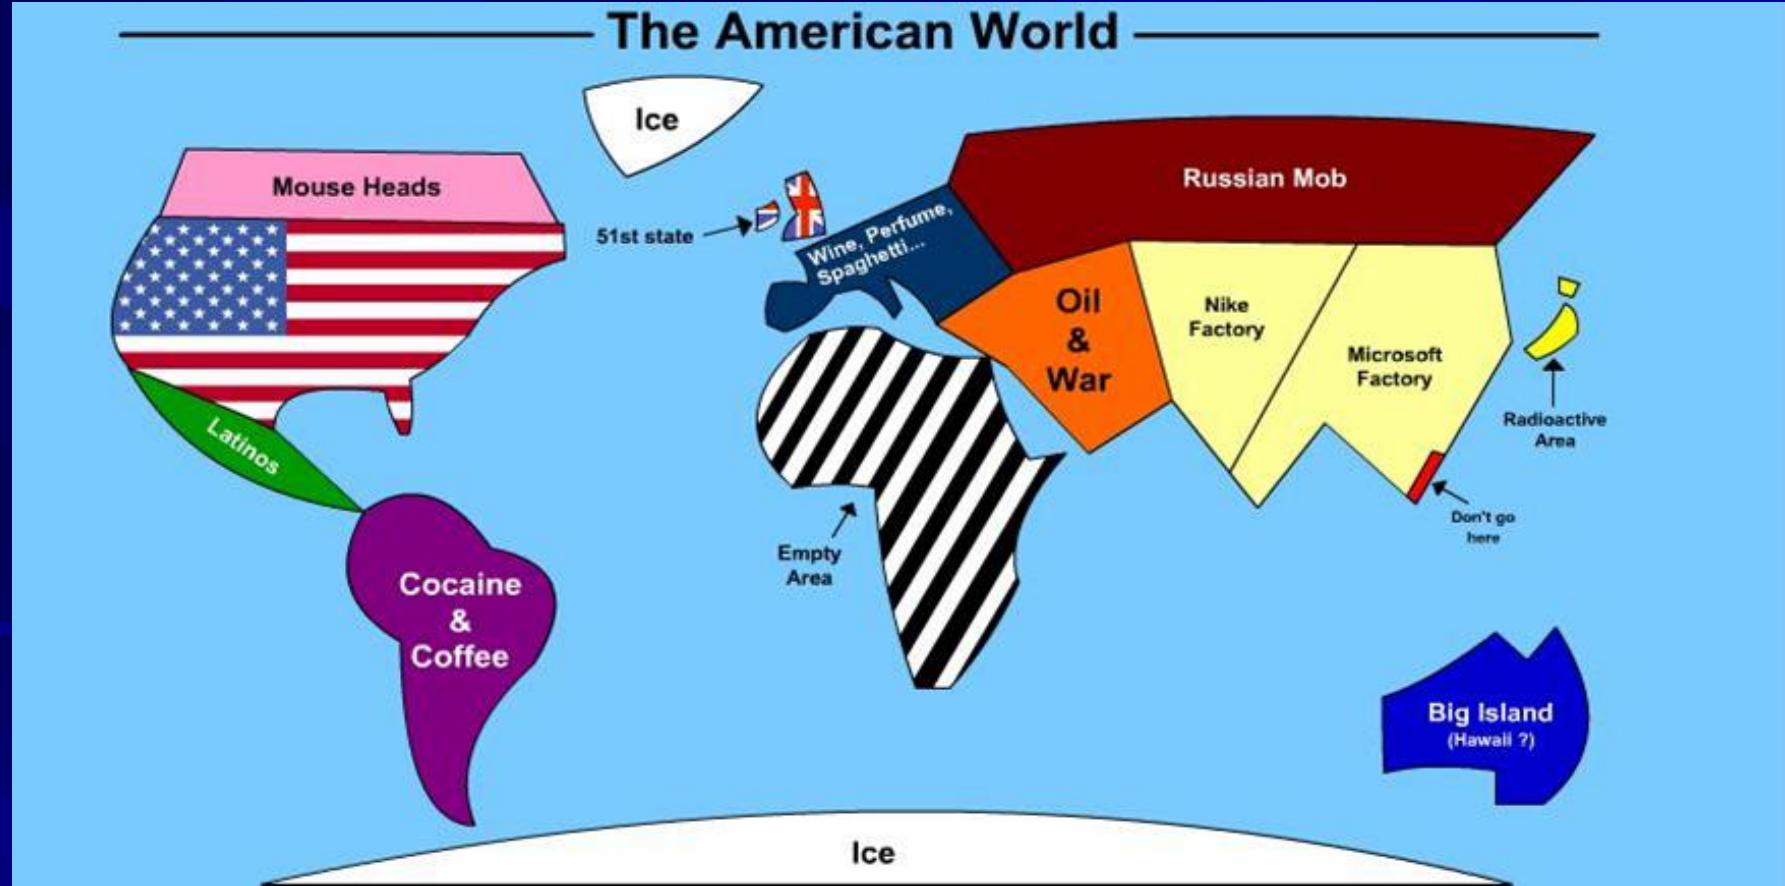 The American World
Ice
Mouse Heads
Russian Mob
51st state
Wine, Perfume,
Spaghetti...
Oil
&
War
Nike
Factory
Microsoft
Factory
Radioactive
Area
Latinos
Don't go
here
Empty
Area
Cocaine
&
Coffee
Big Island
(Hawaii ?)
Ice